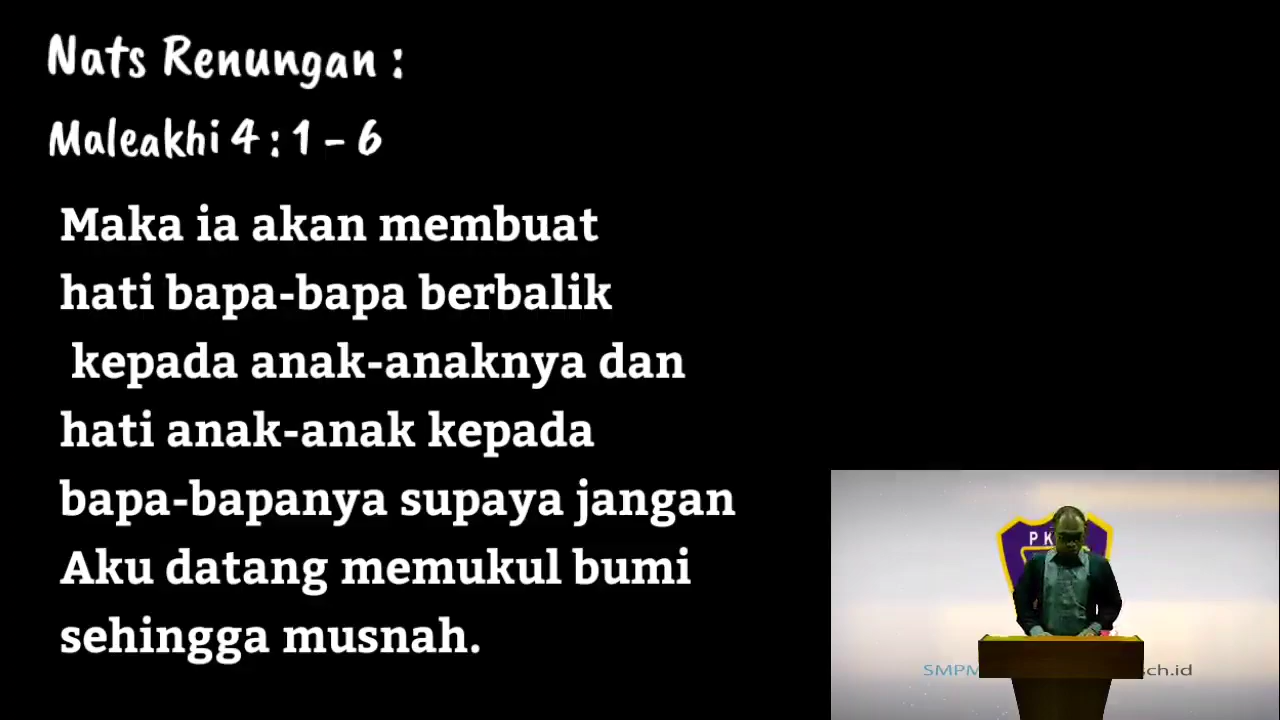 Nats Renungan :
Maleakhi 4 : 1 - 6
Maka ia akan membuat
hati bapa-bapa berbalik
kepada anak-anaknya dan
hati anak-anak kepada
bapa-bapanya supaya jangan
Aku datang memukul bumi
sehingga musnah.
PK
SMPM
ch.id